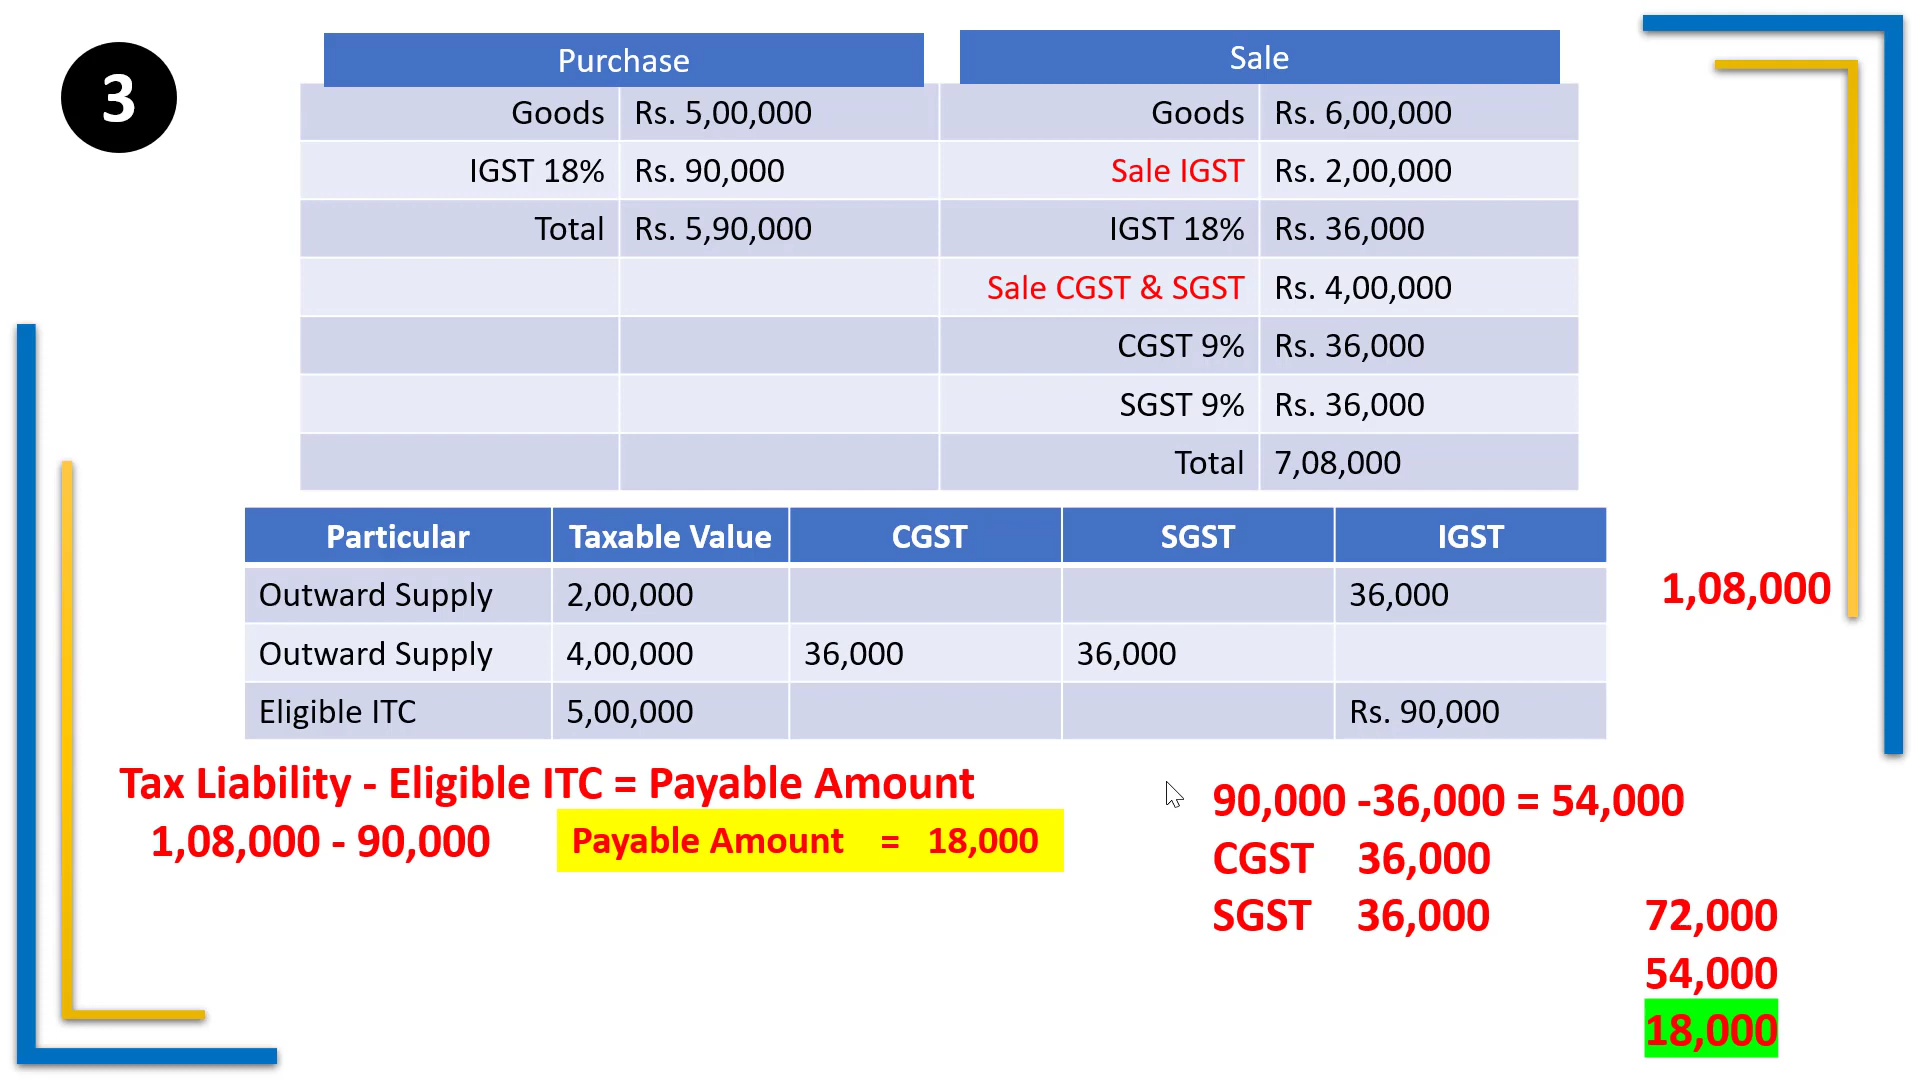 3
Purchase
Sale
Goods Rs. 5,00,000 Goods Rs. 6,00,000
IGST 18% Rs. 90,000 Sale IGST Rs. 2,00,000
Total Rs. 5,90,000 IGST 18% Rs. 36,000
Sale CGST & SGST Rs. 4,00,000
CGST 9% Rs. 36,000
SGST 9% Rs. 36,000
Total 7,08,000
Particular Taxable Value CGST SGST IGST
Outward Supply 2,00,000 36,000
1,08,000
Outward Supply 4,00,000 36,000 36,000
Eligible ITC 5,00,000 Rs. 90,000
Tax Liability - Eligible ITC = Payable Amount
1,08,000 - 90,000
Payable Amount = 18,000
90,000 -36,000 = 54,000
CGST 36,000
SGST 36,000 72,000
54,000
18,000